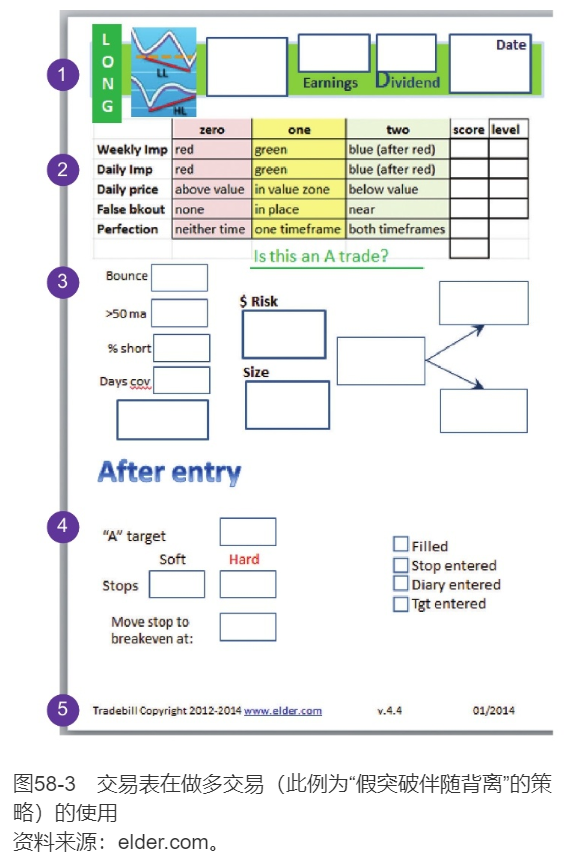 L
O
N
G
LL
HL
Earnings
Dividend
Date
1
zero one two score level
Weekly Imp red green blue (after red)
2
Daily Imp red green blue (after red)
Daily price above value in value zone below value
False bkout none in place near
Perfection neither time one timeframe both timeframes
Is this an A trade?
3
Bounce
>50 ma
% short
Days cov
$ Risk
Size
After entry
4
"A" target
Soft Hard
Stops
Move stop to
breakeven at:
Filled
Stop entered
Diary entered
Tgt entered
5
Tradebill Copyright 2012-2014 www.elder.com v.4.4 01/2014
图58-3 交易表在做多交易（此例为“假突破伴随背离”的策
略）的使用
资料来源：elder.com。